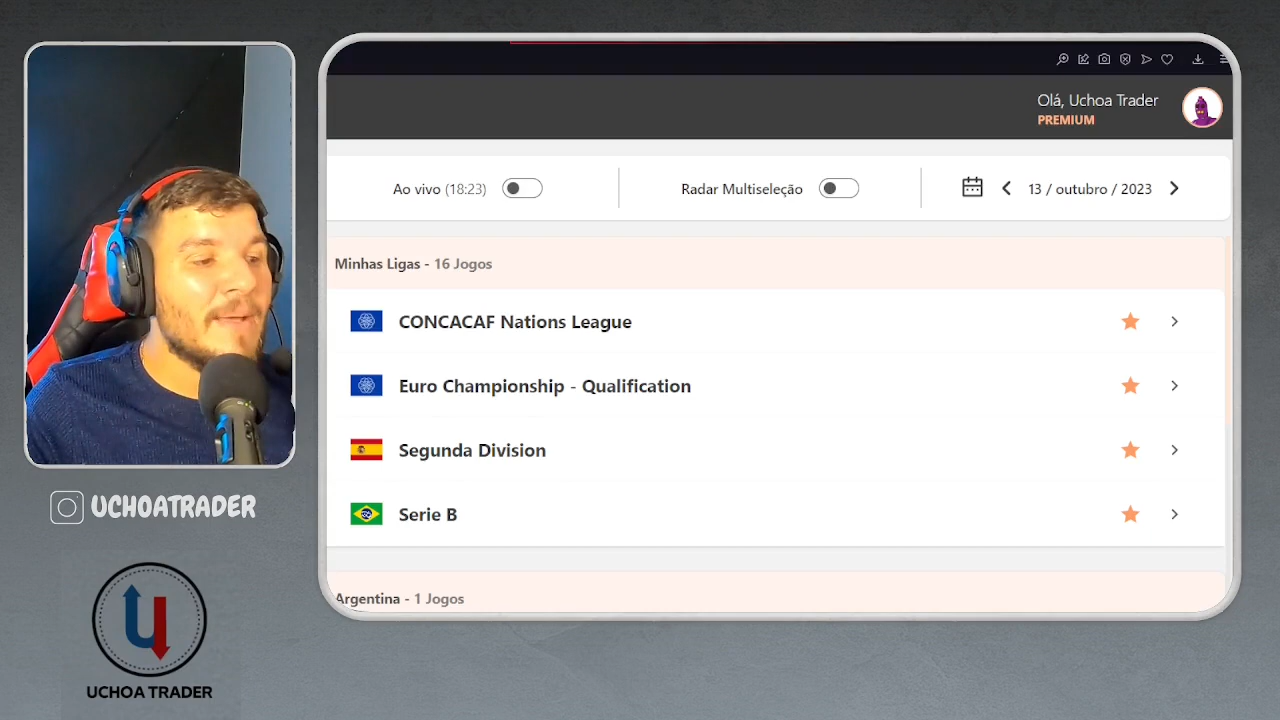 Olá, Uchoa Trader
PREMIUM
Ao vivo (18:23)
Radar Multiseleção
13 / outubro / 2023
Minhas Ligas - 16 Jogos
CONCACAF Nations League
Euro Championship - Qualification
Segunda Division
Serie B
Argentina - 1 Jogos
UCHOATRADER
U
UCHOA TRADER